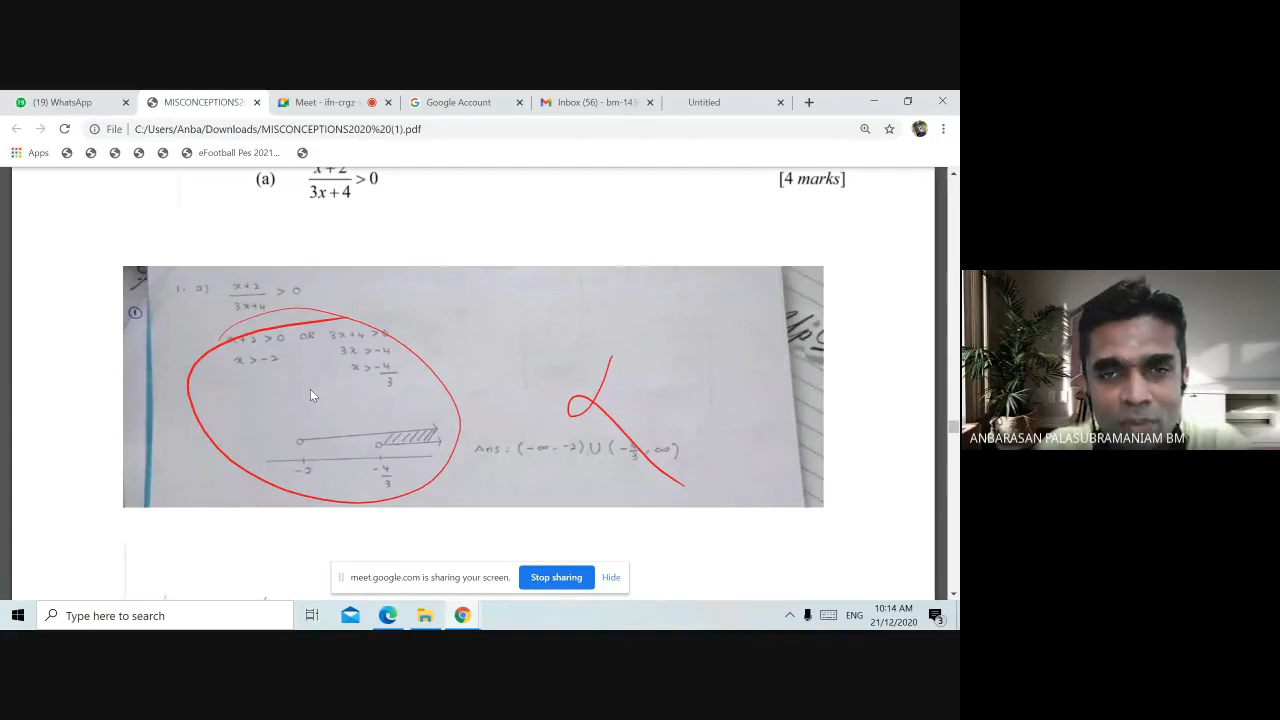 (19) WhatsApp
MISCONCEPTIONS20
Meet - ifn-crgz-
Google Account
Inbox (56) - bm-143
Untitled
File
C:/Users/Anba/Downloads/MISCONCEPTIONS2020%20(1).pdf
Apps
eFootball Pes 2021...
(a) x+2 / 3x+4 > 0 [4 marks]
1. a) x+2 / 3x+4 > 0
x+2 > 0 OR 3x+4 > 0
3x > -4
x > -2
x > -4/3
-2 -4/3
Ans : (-∞, -2) U (-4/3, ∞)
ANBARASAN PALASUBRAMANIAM BM
meet.google.com is sharing your screen.
Stop sharing
Hide
Type here to search
ENG
10:14 AM
21/12/2020
3